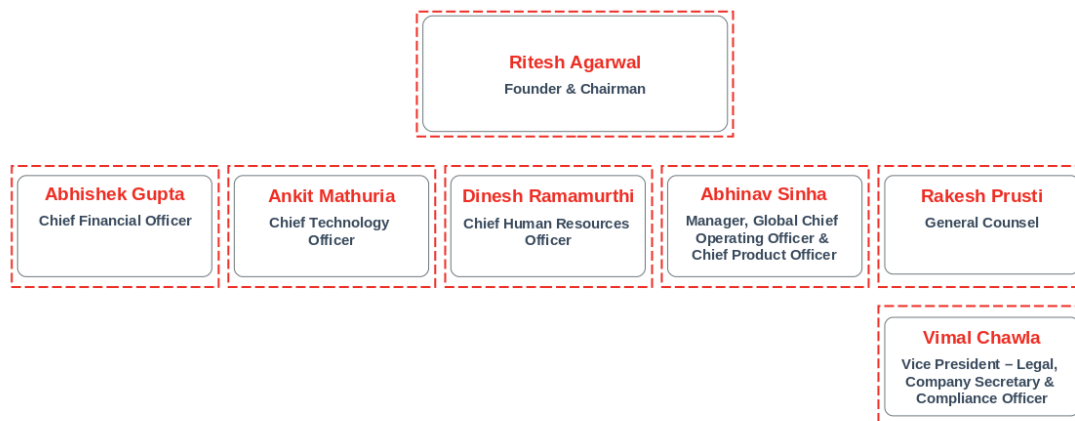 Ritesh Agarwal
Founder & Chairman
Abhishek Gupta
Chief Financial Officer
Ankit Mathuria
Chief Technology
Officer
Dinesh Ramamurthi
Chief Human Resources
Officer
Abhinav Sinha
Manager, Global Chief
Operating Officer &
Chief Product Officer
Rakesh Prusti
General Counsel
Vimal Chawla
Vice President – Legal,
Company Secretary &
Compliance Officer